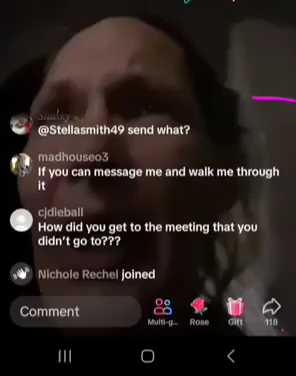 @Stellasmith49 send what?
madhouseo3
If you can message me and walk me through
it
cjdieball
How did you get to the meeting that you
didn't go to???
Nichole Rechel joined
Comment
Multi-g...
Rose
Gift
118